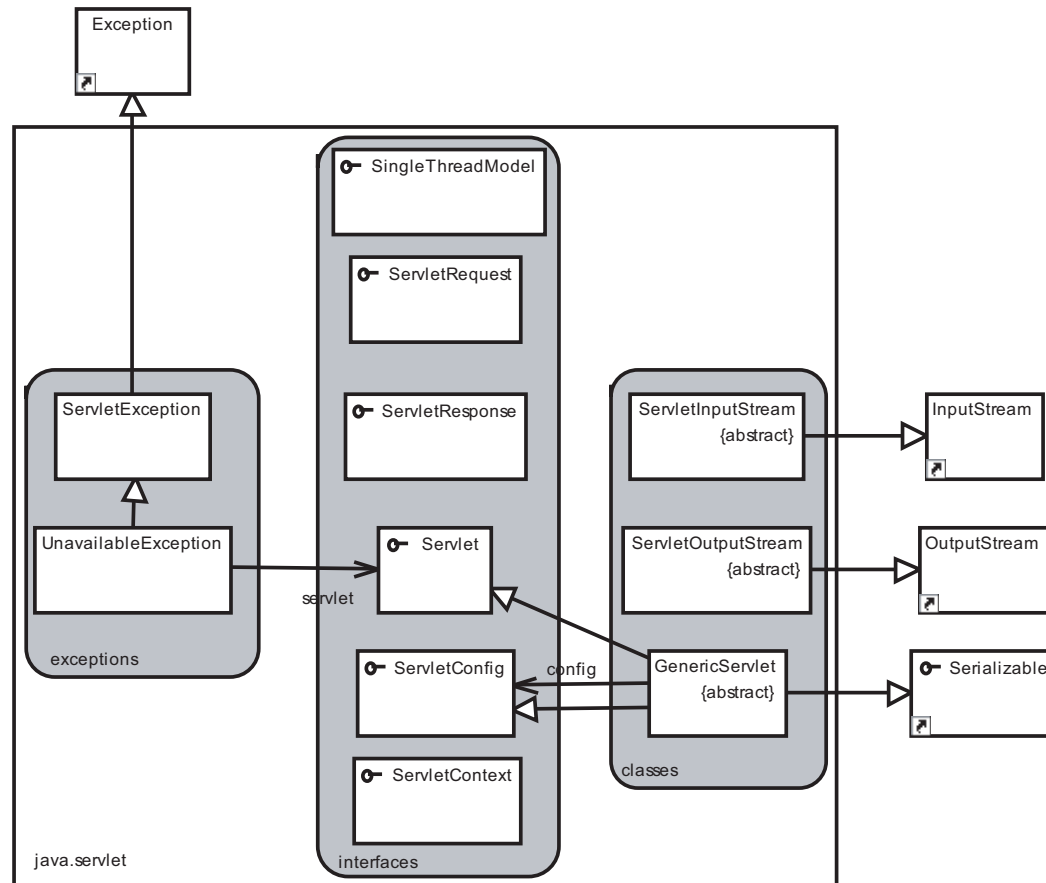 Exception
SingleThreadModel
ServletRequest
ServletException
ServletResponse
ServletInputStream
{abstract}
InputStream
UnavailableException
servlet
Servlet
ServletOutputStream
{abstract}
OutputStream
exceptions
ServletConfig
config
GenericServlet
{abstract}
Serializable
ServletContext
classes
java.servlet
interfaces